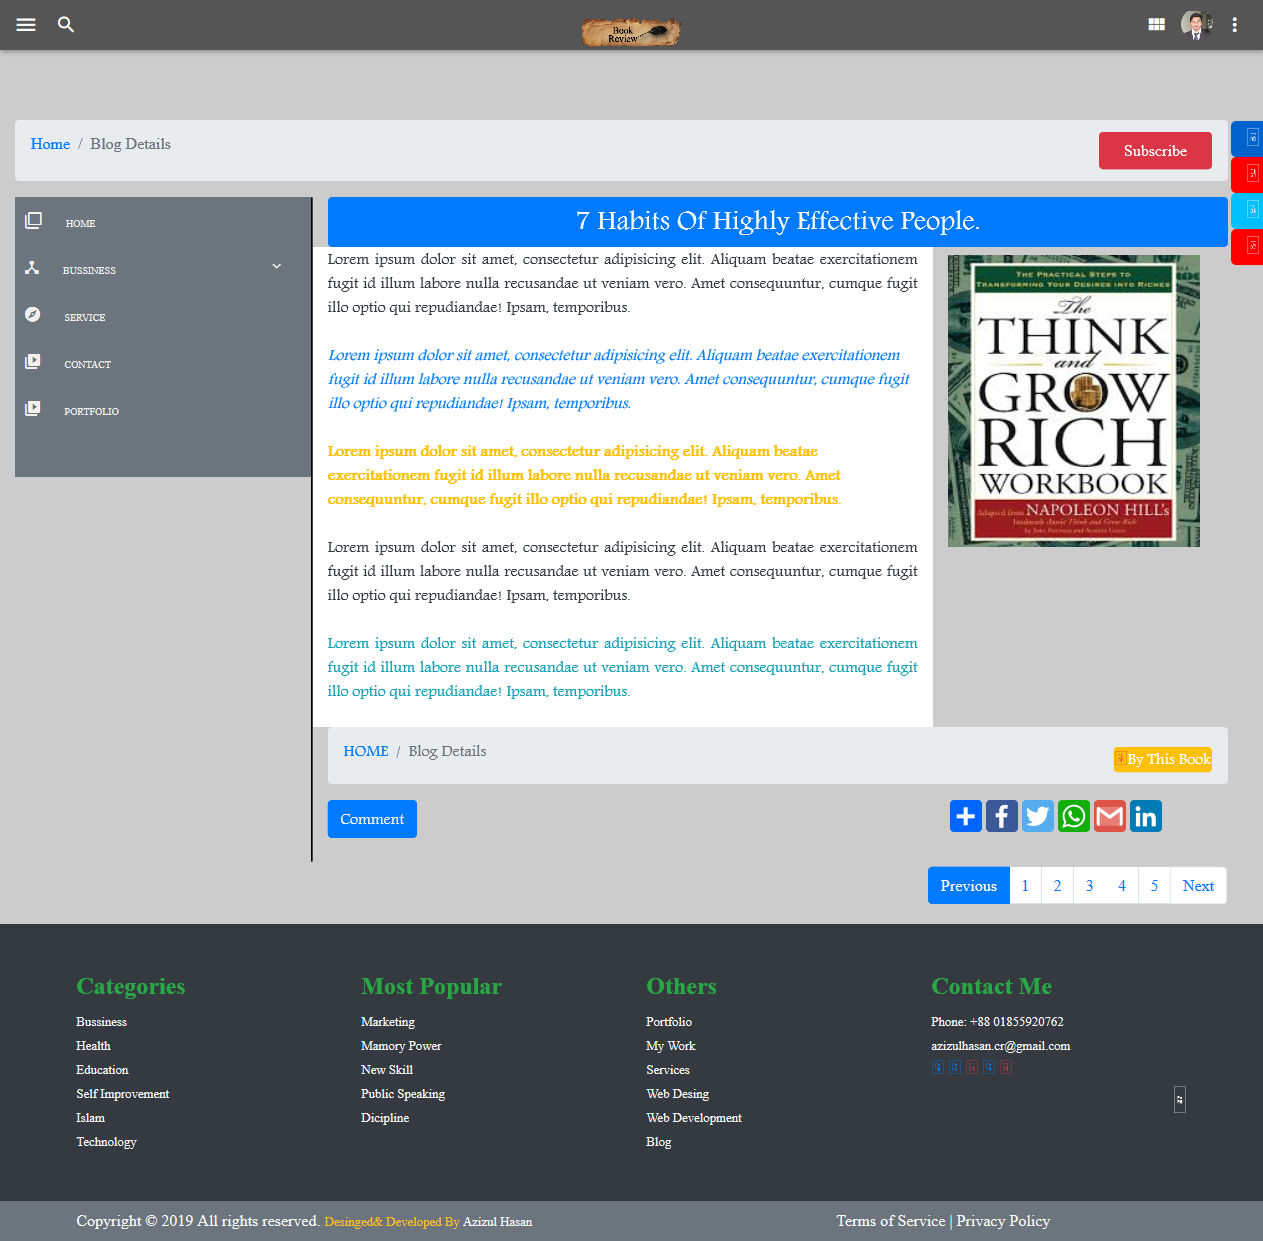 Book
Review
Home / Blog Details
Subscribe
HOME
BUSSINESS
SERVICE
CONTACT
PORTFOLIO
7 Habits Of Highly Effective People.
Lorem ipsum dolor sit amet, consectetur adipisicing elit. Aliquam beatae exercitationem
fugit id illum labore nulla recusandae ut veniam vero. Amet consequuntur, cumque fugit
illo optio qui repudiandae! Ipsam, temporibus.
Lorem ipsum dolor sit amet, consectetur adipisicing elit. Aliquam beatae exercitationem
fugit id illum labore nulla recusandae ut veniam vero. Amet consequuntur, cumque fugit
illo optio qui repudiandae! Ipsam, temporibus.
Lorem ipsum dolor sit amet, consectetur adipisicing elit. Aliquam beatae
exercitationem fugit id illum labore nulla recusandae ut veniam vero. Amet
consequuntur, cumque fugit illo optio qui repudiandae! Ipsam, temporibus.
Lorem ipsum dolor sit amet, consectetur adipisicing elit. Aliquam beatae exercitationem
fugit id illum labore nulla recusandae ut veniam vero. Amet consequuntur, cumque fugit
illo optio qui repudiandae! Ipsam, temporibus.
Lorem ipsum dolor sit amet, consectetur adipisicing elit. Aliquam beatae exercitationem
fugit id illum labore nulla recusandae ut veniam vero. Amet consequuntur, cumque fugit
illo optio qui repudiandae! Ipsam, temporibus.
THE PRACTICAL STEPS TO
TRANSFORMING YOUR DESIRES INTO RICHES
The
THINK
and
GROW
RICH
WORKBOOK
Adapted from NAPOLEON HILL's
landmark classic Think and Grow Rich
HOME / Blog Details
By This Book
Comment
Previous 1 2 3 4 5 Next
Categories
Bussiness
Health
Education
Self Improvement
Islam
Technology
Most Popular
Marketing
Mamory Power
New Skill
Public Speaking
Dicipline
Others
Portfolio
My Work
Services
Web Desing
Web Development
Blog
Contact Me
Phone: +88 01855920762
azizulhasan.cr@gmail.com
Copyright © 2019 All rights reserved. Desinged& Developed By Azizul Hasan
Terms of Service | Privacy Policy